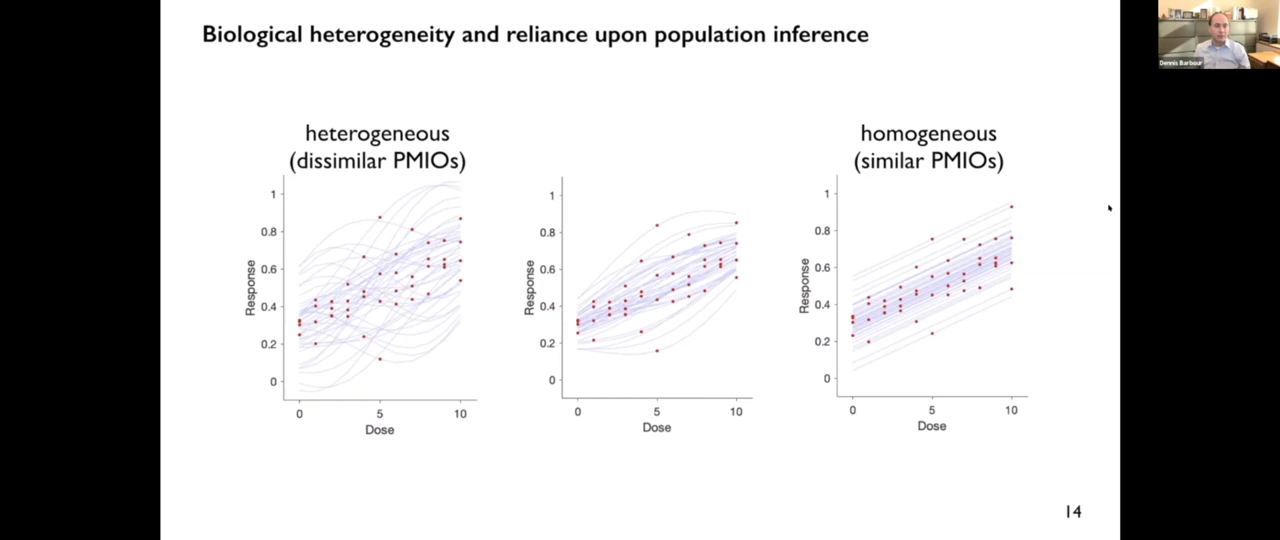 Biological heterogeneity and reliance upon population inference
Dennis Barbour
heterogeneous
(dissimilar PMIOs)
homogeneous
(similar PMIOs)
1
0.8
0.6
0.4
0.2
0
Response
0
5
10
Dose
1
0.8
0.6
0.4
0.2
0
Response
0
5
10
Dose
1
0.8
0.6
0.4
0.2
0
Response
0
5
10
Dose
14